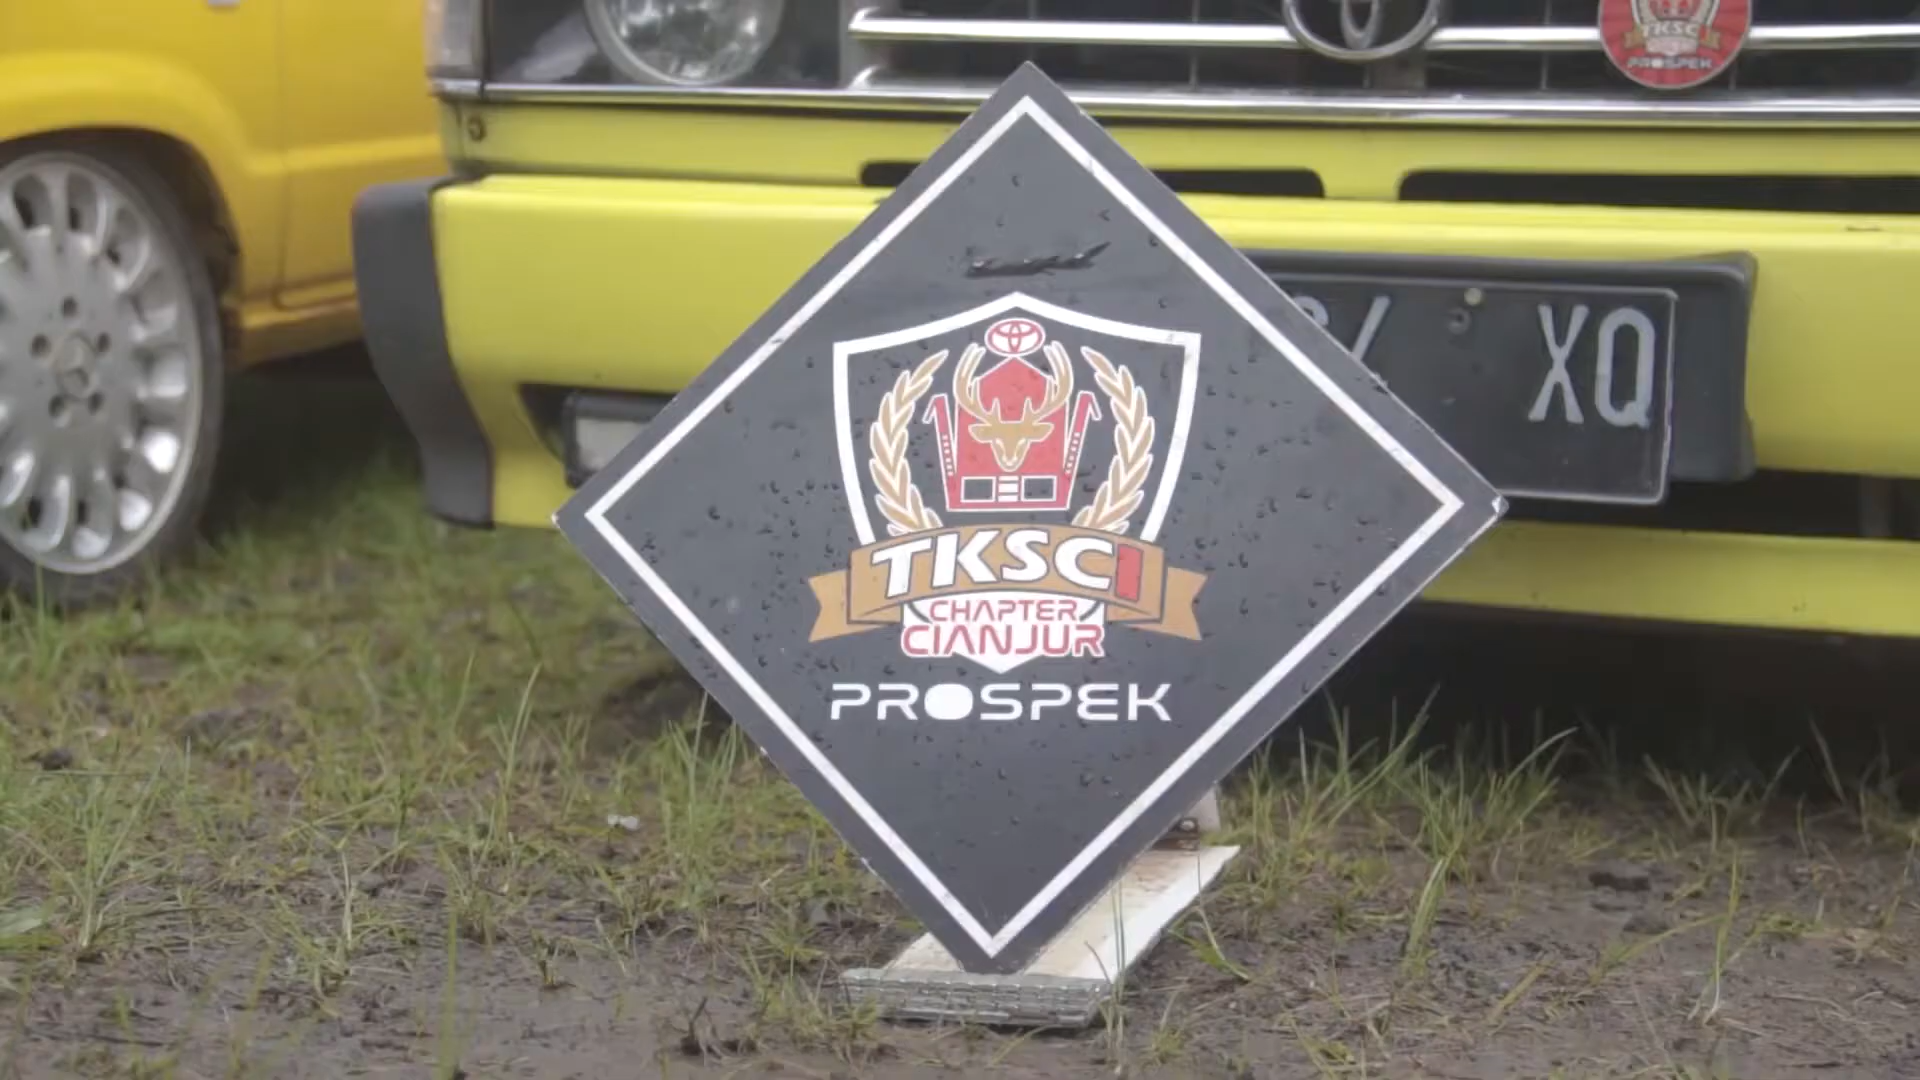 TKSCI
PROSPEK
XQ
TKSCI
CHAPTER
CIANJUR
PROSPEK